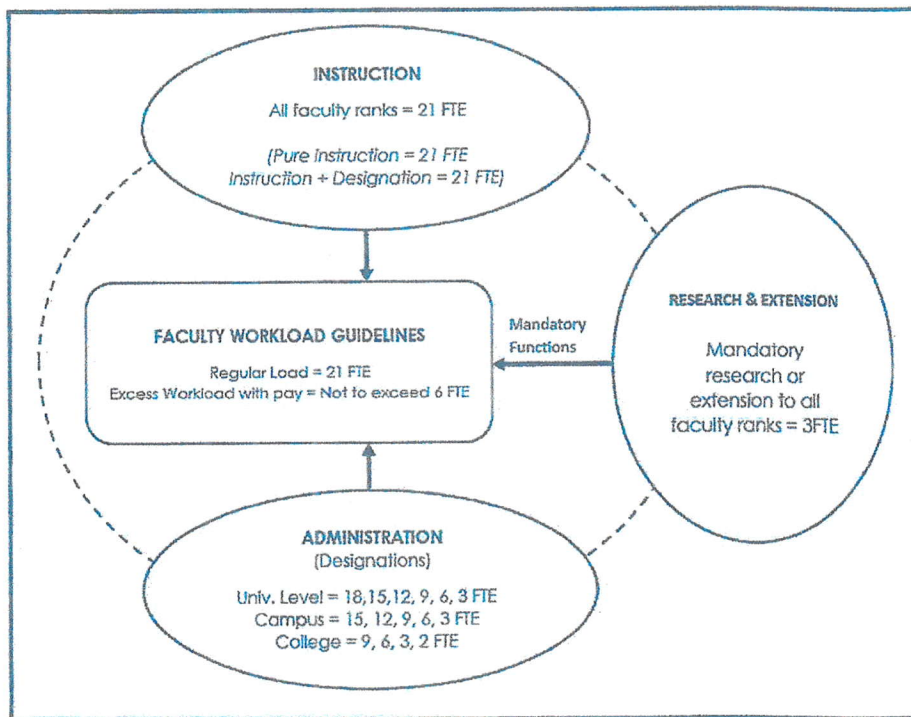 INSTRUCTION
All faculty ranks = 21 FTE
(Pure instruction = 21 FTE
Instruction + Designation = 21 FTE)
FACULTY WORKLOAD GUIDELINES
Regular Load = 21 FTE
Excess Workload with pay = Not to exceed 6 FTE
Mandatory
Functions
RESEARCH & EXTENSION
Mandatory
research or
extension to all
faculty ranks = 3FTE
ADMINISTRATION
(Designations)
Univ. Level = 18,15,12, 9, 6, 3 FTE
Campus = 15, 12, 9, 6, 3 FTE
College = 9, 6, 3, 2 FTE